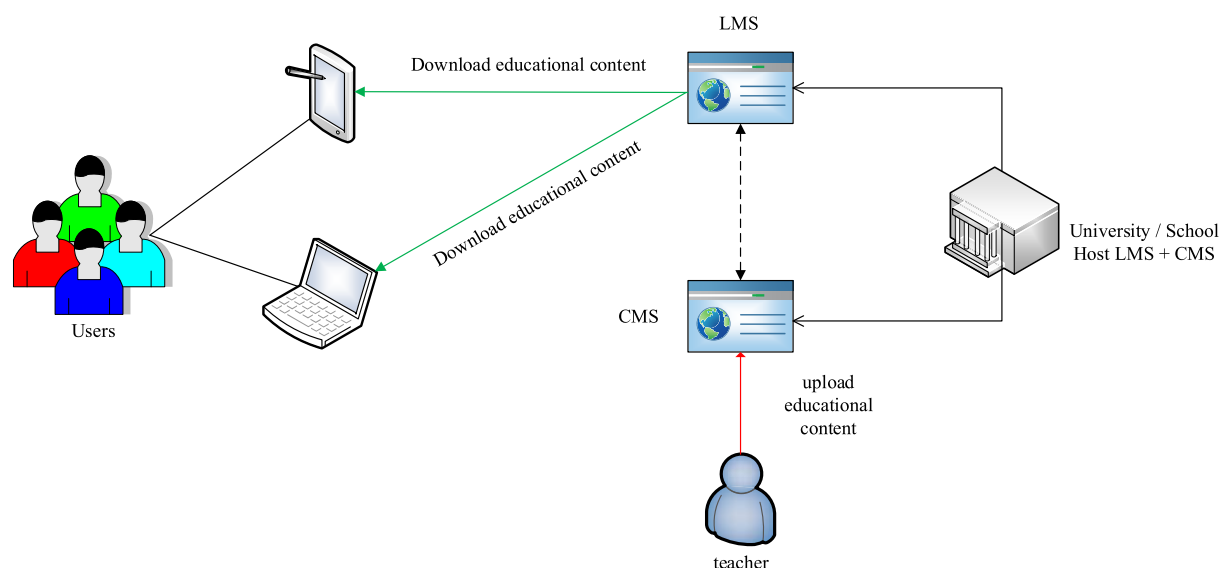 LMS
Download educational content
Download educational content
University / School
Host LMS + CMS
CMS
Users
upload
educational
content
teacher